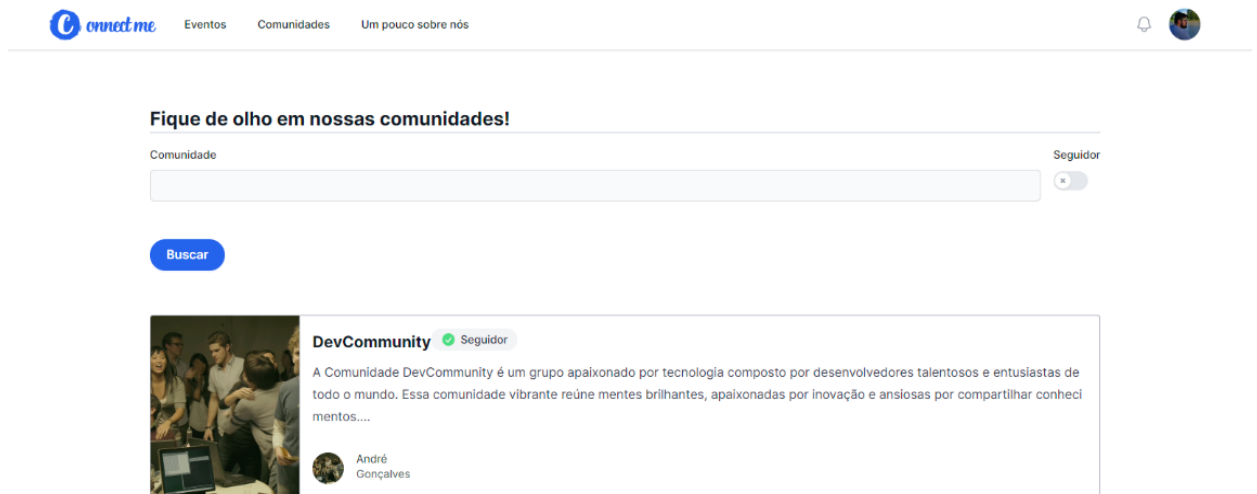 Connect me
Eventos
Comunidades
Um pouco sobre nós
Fique de olho em nossas comunidades!
Comunidade
Seguidor
Buscar
DevCommunity
Seguidor
A Comunidade DevCommunity é um grupo apaixonado por tecnologia composto por desenvolvedores talentosos e entusiastas de
todo o mundo. Essa comunidade vibrante reúne mentes brilhantes, apaixonadas por inovação e ansiosas por compartilhar conheci
mentos....
André
Gonçalves